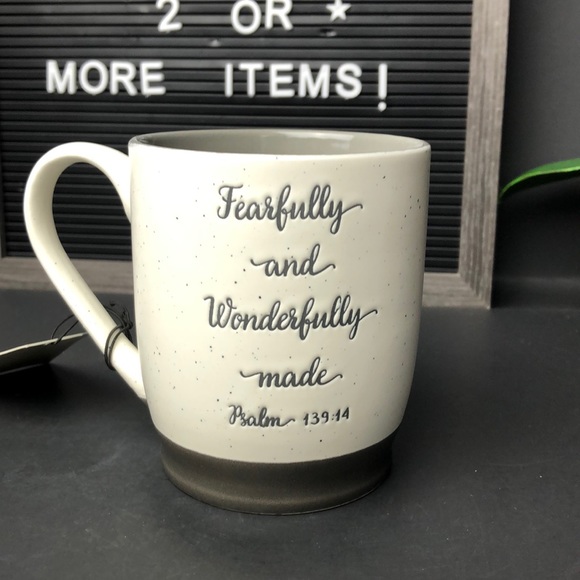 2 OR *
MORE ITEMS!
Fearfully
and
Wonderfully
made
Psalm 139:14